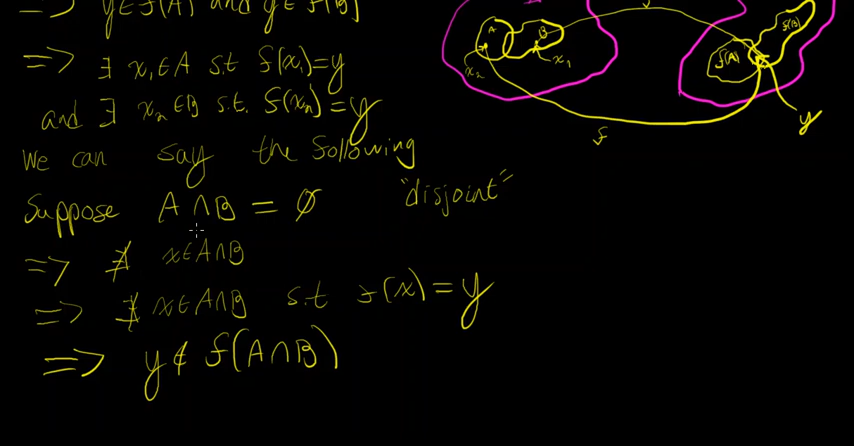 => y ∈ f(A) and y ∈ f(B)
=> ∃ x₁ ∈ A s.t f(x₁) = y
and ∃ x₂ ∈ B s.t. f(x₂) = y
We can say the following
Suppose A ∩ B = ∅ "disjoint"
=> ∄ x ∈ A ∩ B
=> ∄ x ∈ A ∩ B s.t f(x) = y
=> y ∉ f(A ∩ B)
A
B
x₂
x₁
f
f(A)
f(B)
y